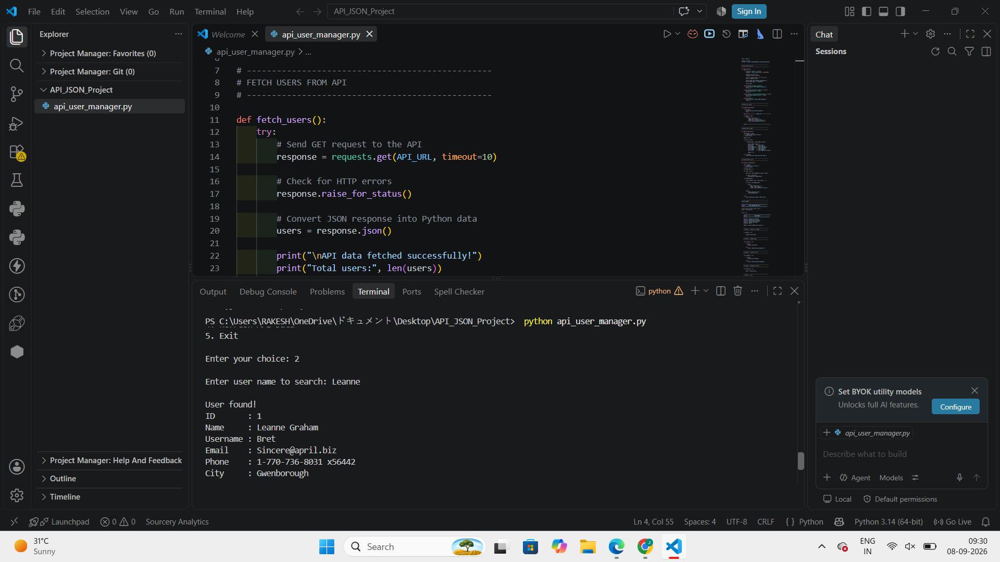 File Edit Selection View Go Run Terminal Help
API_JSON_Project
Sign In
Explorer
Project Manager: Favorites (0)
Project Manager: Git (0)
API_JSON_Project
api_user_manager.py
Project Manager: Help And Feedback
Outline
Timeline
Welcome
api_user_manager.py
api_user_manager.py > ...
7 # -------------------------------------------------
8 # FETCH USERS FROM API
9 # -------------------------------------------------
10
11 def fetch_users():
12 try:
13 # Send GET request to the API
14 response = requests.get(API_URL, timeout=10)
15
16 # Check for HTTP errors
17 response.raise_for_status()
18
19 # Convert JSON response into Python data
20 users = response.json()
21
22 print("\nAPI data fetched successfully!")
23 print("Total users:", len(users))
Output Debug Console Problems Terminal Ports Spell Checker
python
PS C:\Users\RAKESH\OneDrive\ドキュメント\Desktop\API_JSON_Project> python api_user_manager.py
5. Exit
Enter your choice: 2
Enter user name to search: Leanne
User found!
ID : 1
Name : Leanne Graham
Username : Bret
Email : Sincere@april.biz
Phone : 1-770-736-8031 x56442
City : Gwenborough
Chat
Sessions
Set BYOK utility models
Unlocks full AI features.
Configure
api_user_manager.py
Describe what to build
Agent Models
Local Default permissions
Launchpad 0 0 Sourcery Analytics
Ln 4, Col 55 Spaces: 4 UTF-8 CRLF { } Python Python 3.14 (64-bit) Go Live
31°C
Sunny
Search
ENG
IN
09:30
08-09-2026